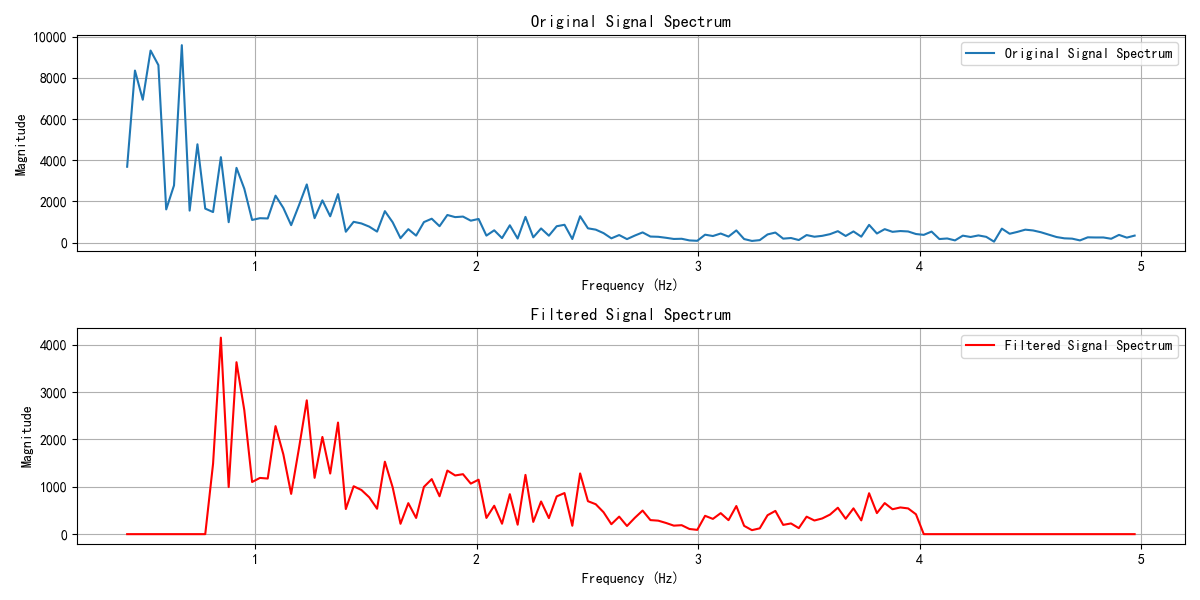 Original Signal Spectrum
Original Signal Spectrum
10000
8000
6000
4000
2000
0
Magnitude
1 2 3 4 5
Frequency (Hz)
Filtered Signal Spectrum
Filtered Signal Spectrum
4000
3000
2000
1000
0
Magnitude
1 2 3 4 5
Frequency (Hz)